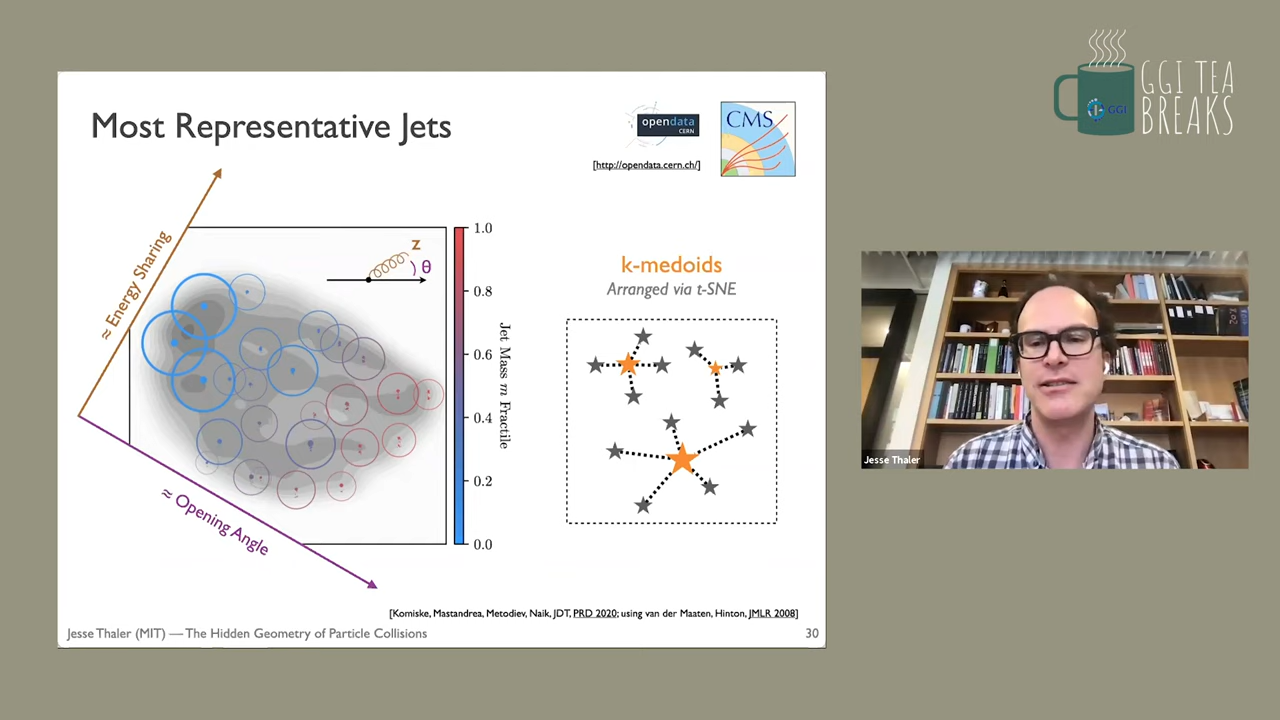 Most Representative Jets
opendata
CERN
[http://opendata.cern.ch/]
CMS
≈ Energy Sharing
≈ Opening Angle
z
θ
1.0
0.8
0.6
0.4
0.2
0.0
Jet Mass m Fractile
k-medoids
Arranged via t-SNE
[Komiske, Mastandrea, Metodiev, Naik, JDT, PRD 2020; using van der Maaten, Hinton, JMLR 2008]
Jesse Thaler (MIT) — The Hidden Geometry of Particle Collisions
30
GGI
GGI TEA
BREAKS
Jesse Thaler